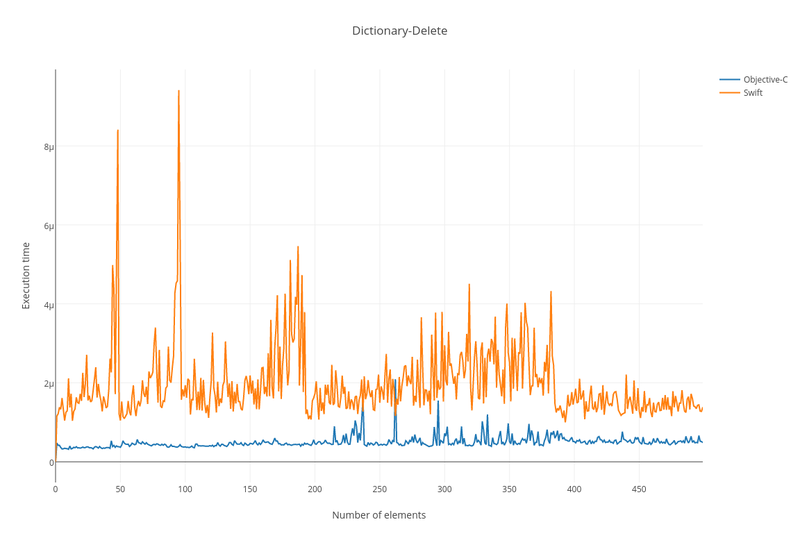 Dictionary-Delete
Objective-C
Swift
8μ
6μ
4μ
2μ
0
Execution time
0 50 100 150 200 250 300 350 400 450
Number of elements